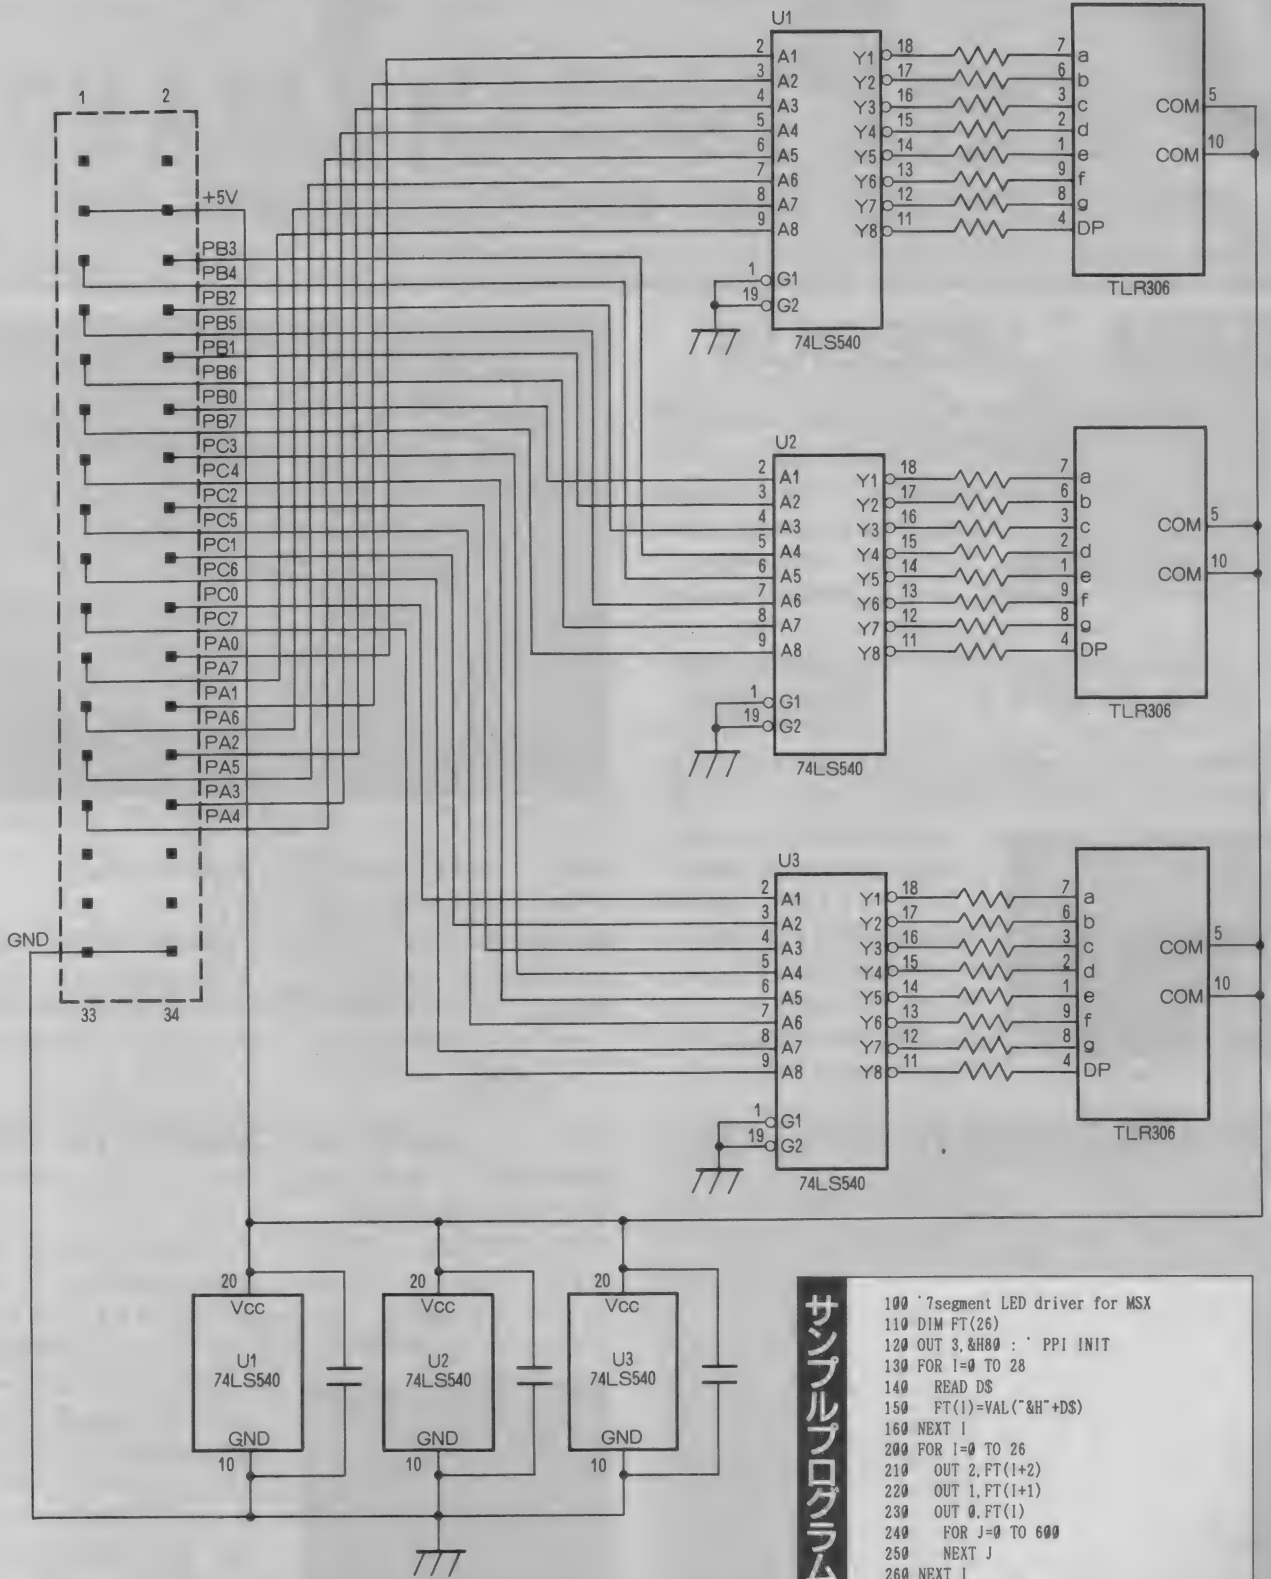 1 2
+5V
PB3
PB4
PB2
PB5
PB1
PB6
PB0
PB7
PC3
PC4
PC2
PC5
PC1
PC6
PC0
PC7
PA0
PA7
PA1
PA6
PA2
PA5
PA3
PA4
GND
33 34
U1
2 A1 Y1 18 7 a
3 A2 Y2 17 6 b
4 A3 Y3 16 3 c COM 5
5 A4 Y4 15 2 d
6 A5 Y5 14 1 e COM 10
7 A6 Y6 13 9 f
8 A7 Y7 12 8 g
9 A8 Y8 11 4 DP
1 G1
19 G2
TLR306
74LS540
U2
2 A1 Y1 18 7 a
3 A2 Y2 17 6 b
4 A3 Y3 16 3 c COM 5
5 A4 Y4 15 2 d
6 A5 Y5 14 1 e COM 10
7 A6 Y6 13 9 f
8 A7 Y7 12 8 g
9 A8 Y8 11 4 DP
1 G1
19 G2
TLR306
74LS540
U3
2 A1 Y1 18 7 a
3 A2 Y2 17 6 b
4 A3 Y3 16 3 c COM 5
5 A4 Y4 15 2 d
6 A5 Y5 14 1 e COM 10
7 A6 Y6 13 9 f
8 A7 Y7 12 8 g
9 A8 Y8 11 4 DP
1 G1
19 G2
TLR306
74LS540
20 20 20
Vcc Vcc Vcc
U1 U2 U3
74LS540 74LS540 74LS540
GND GND GND
10 10 10
サンプルプログラム
100 '7segment LED driver for MSX
110 DIM FT(26)
120 OUT 3,&H80 : ' PPI INIT
130 FOR I=0 TO 28
140 READ D$
150 FT(I)=VAL("&H"+D$)
160 NEXT I
200 FOR I=0 TO 26
210 OUT 2,FT(I+2)
220 OUT 1,FT(I+1)
230 OUT 0,FT(I)
240 FOR J=0 TO 600
250 NEXT J
260 NEXT I